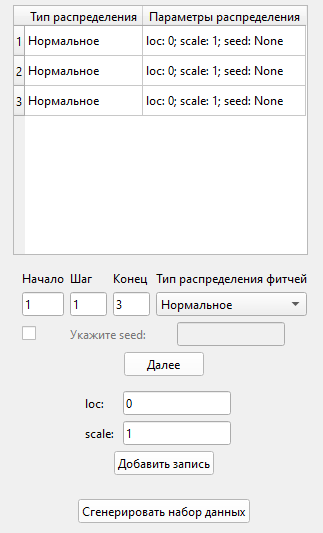 Тип распределения Параметры распределения
1 Нормальное loc: 0; scale: 1; seed: None
2 Нормальное loc: 0; scale: 1; seed: None
3 Нормальное loc: 0; scale: 1; seed: None
Начало Шаг Конец Тип распределения фитчей
1 1 3 Нормальное
Укажите seed:
Далее
loc: 0
scale: 1
Добавить запись
Сгенерировать набор данных